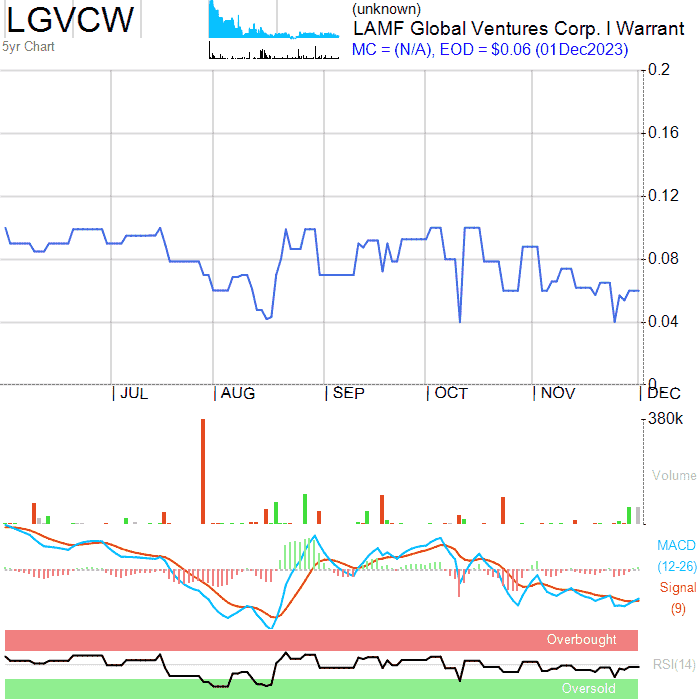 LGVCW
5yr Chart
(unknown)
LAMF Global Ventures Corp. I Warrant
MC = (N/A), EOD = $0.06 (01Dec2023)
0.2
0.16
0.12
0.08
0.04
0
JUL AUG SEP OCT NOV DEC
380k
Volume
MACD
(12-26)
Signal
(9)
Overbought
RSI(14)
Oversold